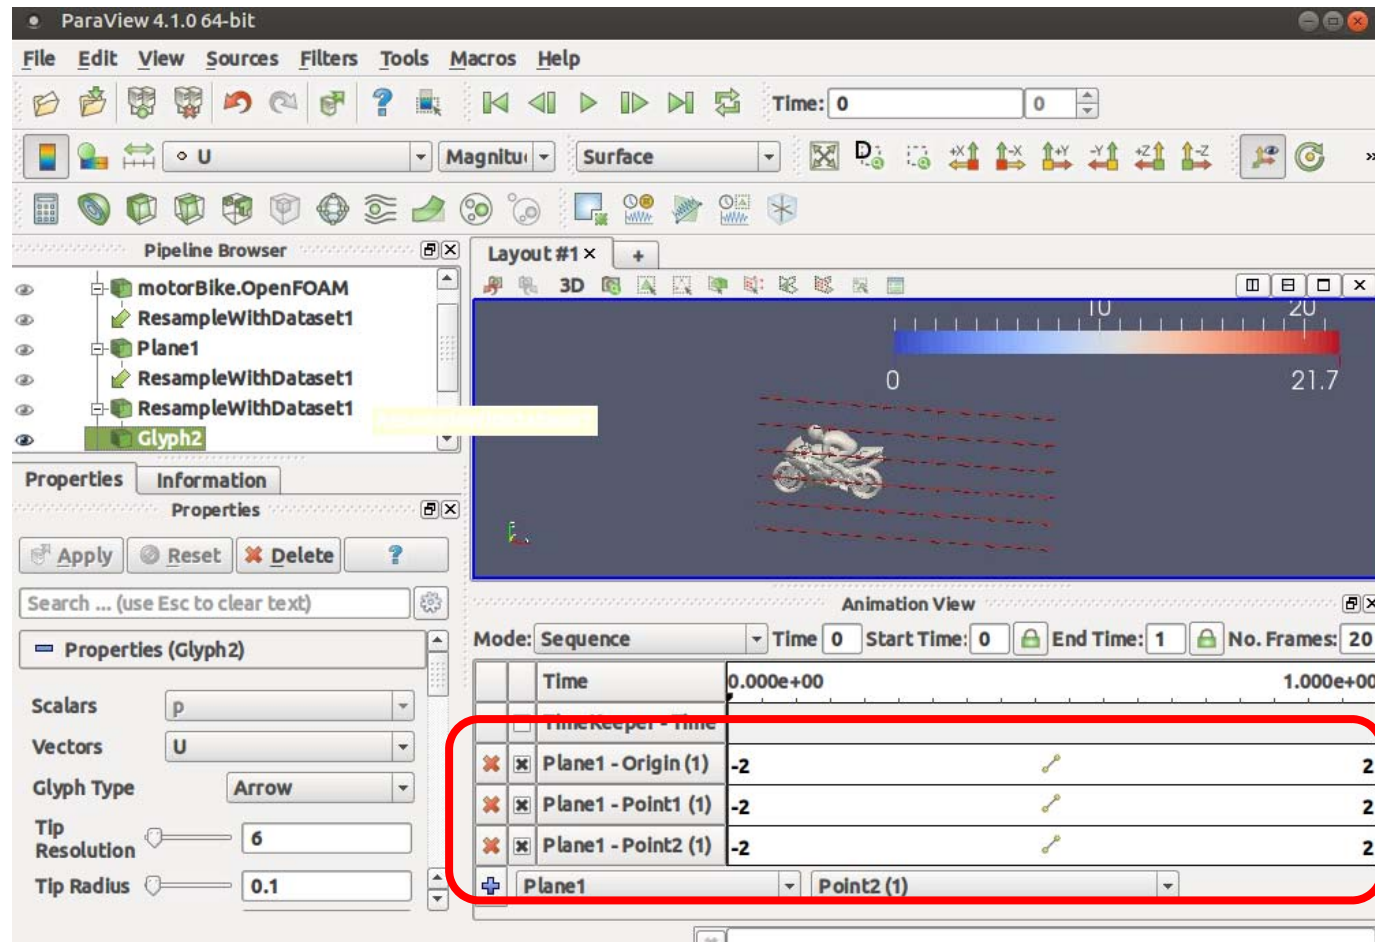 ParaView 4.1.0 64-bit
File Edit View Sources Filters Tools Macros Help
Time: 0 0
U Magnitu Surface D +X -X +Y -Y +Z -Z »
Pipeline Browser
Layout #1 × +
3D
motorBike.OpenFOAM
ResampleWithDataset1
Plane1
ResampleWithDataset1
ResampleWithDataset1
Glyph2
10 20
0 21.7
Properties Information
Properties
Apply Reset Delete ?
Search ... (use Esc to clear text)
Properties (Glyph2)
Scalars p
Vectors U
Glyph Type Arrow
Tip Resolution 6
Tip Radius 0.1
Animation View
Mode: Sequence Time 0 Start Time: 0 End Time: 1 No. Frames: 20
Time 0.000e+00 1.000e+00
TimeKeeper - Time
Plane1 - Origin (1) -2 2
Plane1 - Point1 (1) -2 2
Plane1 - Point2 (1) -2 2
Plane1 Point2 (1)